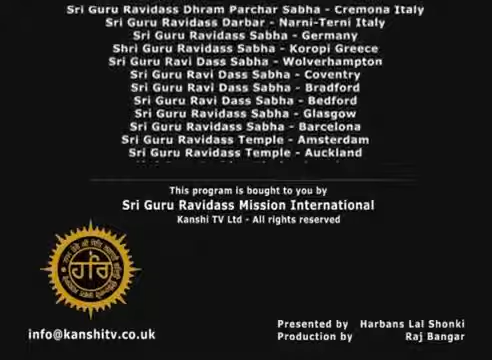 Sri Guru Ravidass Dhram Parchar Sabha - Cremona Italy
Sri Guru Ravidass Darbar - Narni-Terni Italy
Sri Guru Ravidass Sabha - Germany
Shri Guru Ravidass Sabha - Koropi Greece
Sri Guru Ravi Dass Sabha - Wolverhampton
Sri Guru Ravi Dass Sabha - Coventry
Sri Guru Ravi Dass Sabha - Bradford
Sri Guru Ravi Dass Sabha - Bedford
Sri Guru Ravidass Sabha - Glasgow
Sri Guru Ravidass Sabha - Barcelona
Sri Guru Ravidass Temple - Amsterdam
Sri Guru Ravidass Temple - Auckland
This program is bought to you by
Sri Guru Ravidass Mission International
Kanshi TV Ltd - All rights reserved
ਹਰਿ
info@kanshitv.co.uk
Presented by Harbans Lal Shonki
Production by Raj Bangar